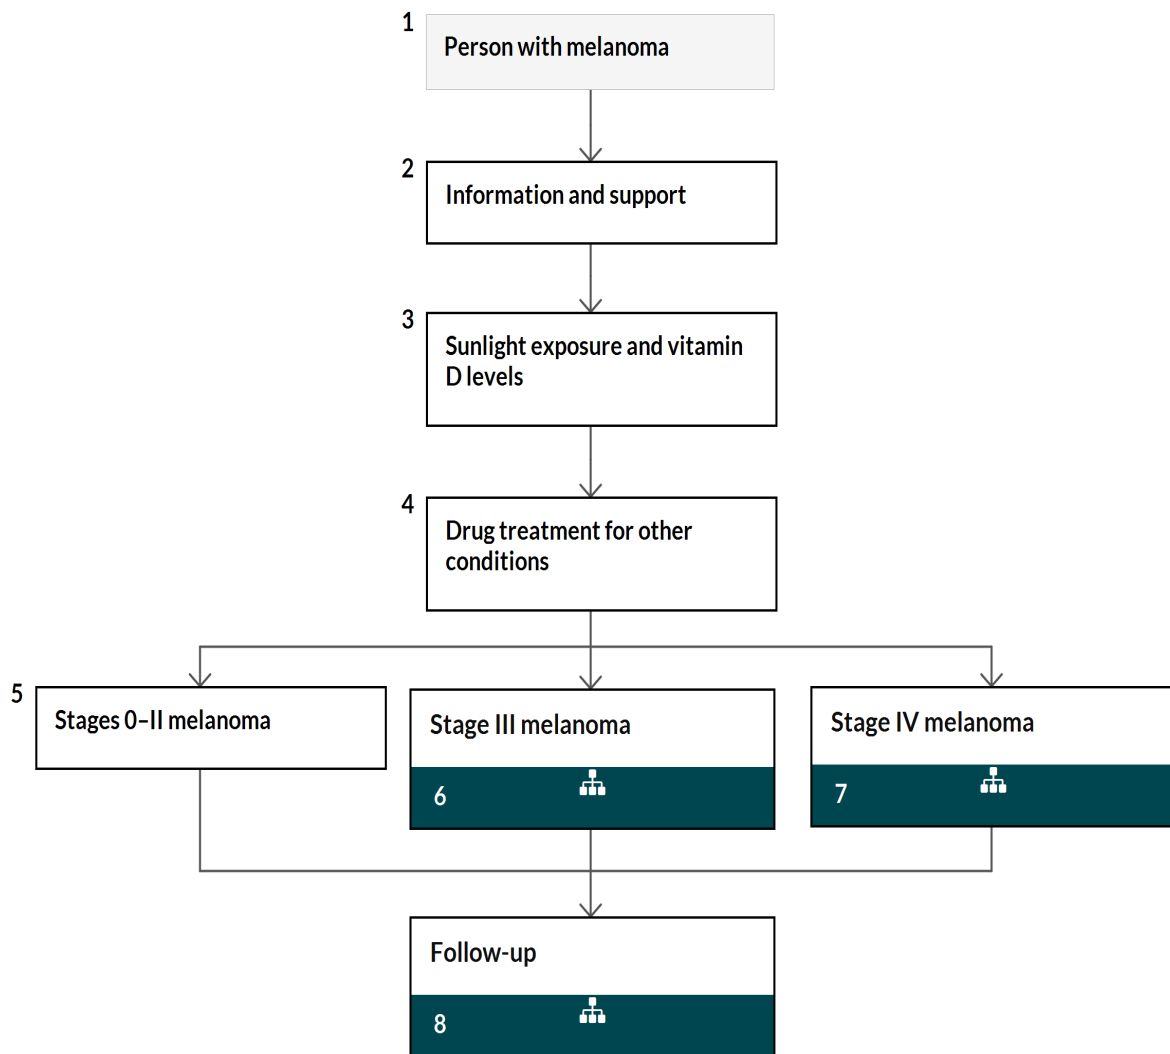 1
Person with melanoma
2
Information and support
3
Sunlight exposure and vitamin
D levels
4
Drug treatment for other
conditions
5
Stages 0–II melanoma
Stage III melanoma
6
Stage IV melanoma
7
Follow-up
8